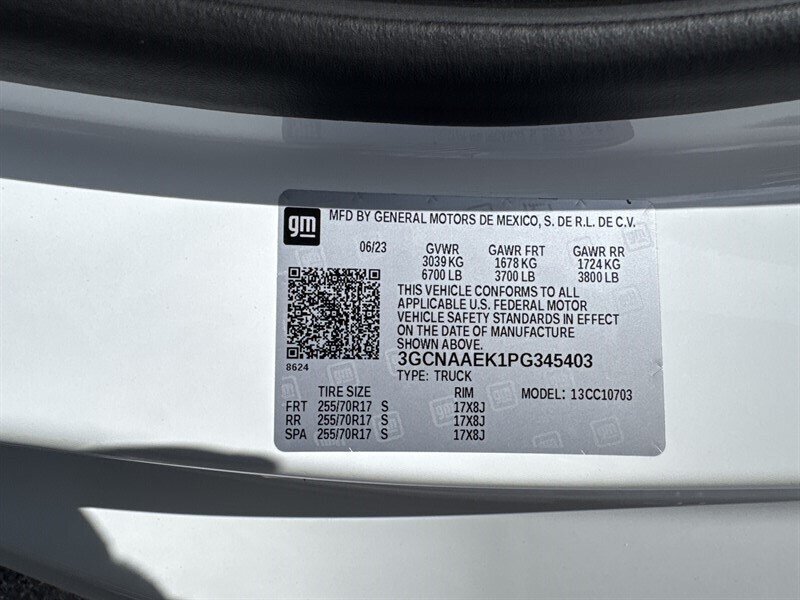 gm MFD BY GENERAL MOTORS DE MEXICO, S. DE R.L. DE C.V.
06/23 GVWR GAWR FRT GAWR RR
3039 KG 1678 KG 1724 KG
6700 LB 3700 LB 3800 LB
THIS VEHICLE CONFORMS TO ALL
APPLICABLE U.S. FEDERAL MOTOR
VEHICLE SAFETY STANDARDS IN EFFECT
ON THE DATE OF MANUFACTURE
SHOWN ABOVE.
3GCNAAEK1PG345403
8624
TYPE: TRUCK
TIRE SIZE RIM MODEL: 13CC10703
FRT 255/70R17 S 17X8J
RR 255/70R17 S 17X8J
SPA 255/70R17 S 17X8J